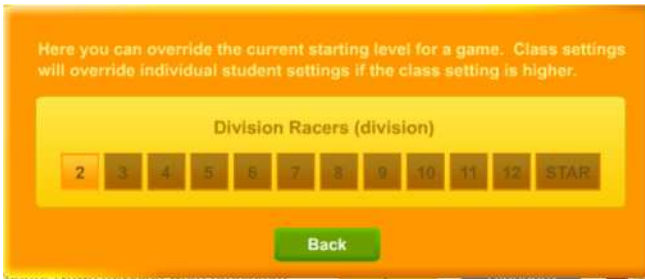 Here you can override the current starting level for a game. Class settings
will override individual student settings if the class setting is higher.
Division Racers (division)
2 3 4 5 6 7 8 9 10 11 12 STAR
Back